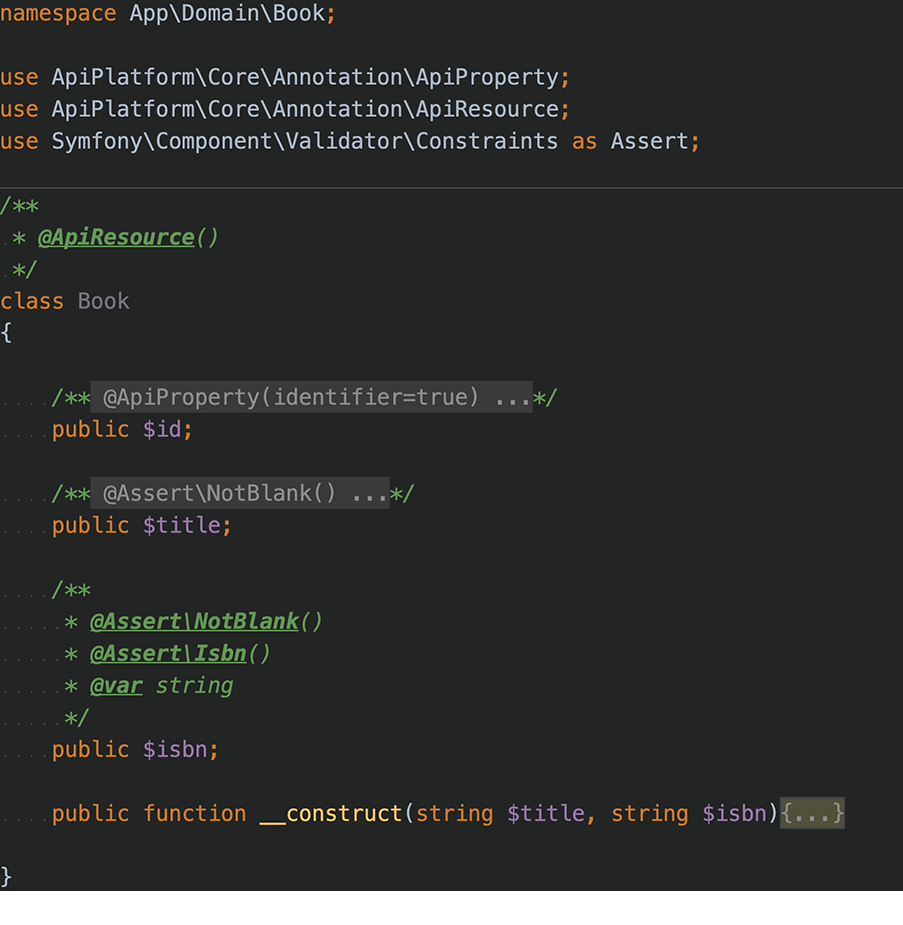 namespace App\Domain\Book;
use ApiPlatform\Core\Annotation\ApiProperty;
use ApiPlatform\Core\Annotation\ApiResource;
use Symfony\Component\Validator\Constraints as Assert;
/**
 * @ApiResource()
 */
class Book
{
    /** @ApiProperty(identifier=true) ...*/
    public $id;
    /** @Assert\NotBlank() ...*/
    public $title;
    /**
     * @Assert\NotBlank()
     * @Assert\Isbn()
     * @var string
     */
    public $isbn;
    public function __construct(string $title, string $isbn){...}
}